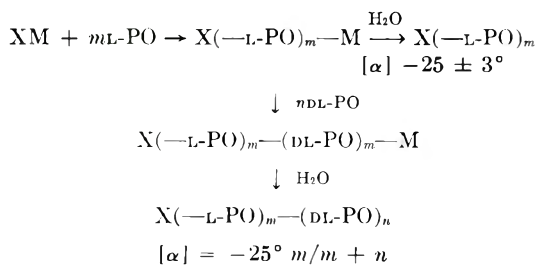 XM + mL-PO → X(—L-PO)ₘ—M →H₂O X(—L-PO)ₘ
[α] −25 ± 3°
↓ nDL-PO
X(—L-PO)ₘ—(DL-PO)ₘ—M
↓ H₂O
X(—L-PO)ₘ—(DL-PO)ₙ
[α] = −25° m/m + n